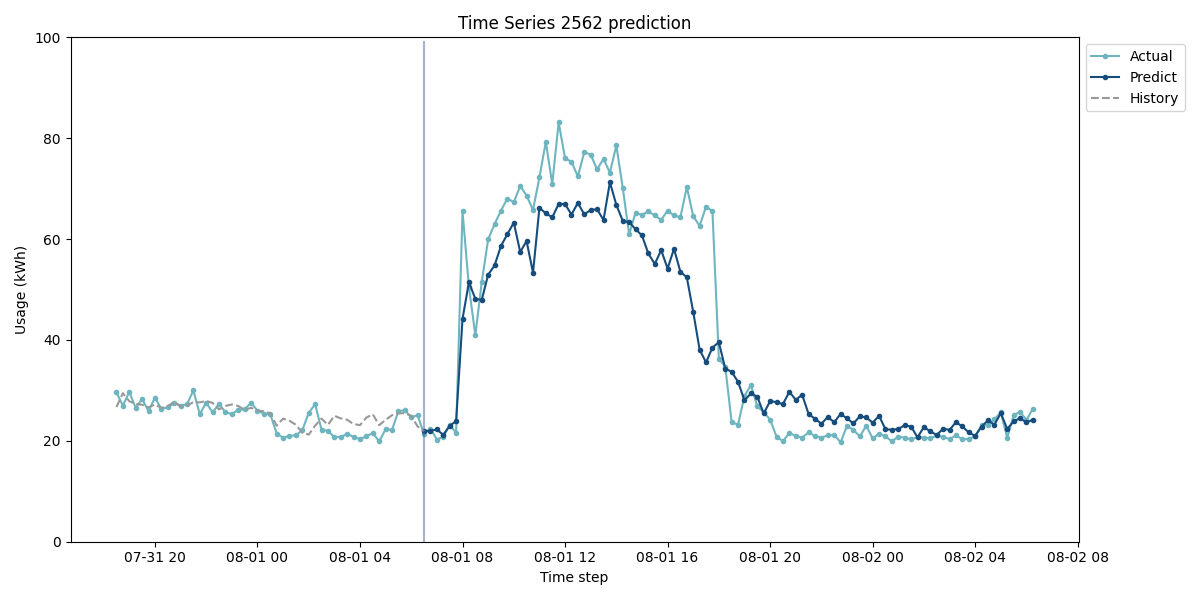 Time Series 2562 prediction
100
80
60
40
20
0
Usage (kWh)
07-31 20
08-01 00
08-01 04
08-01 08
08-01 12
08-01 16
08-01 20
08-02 00
08-02 04
08-02 08
Time step
Actual
Predict
History